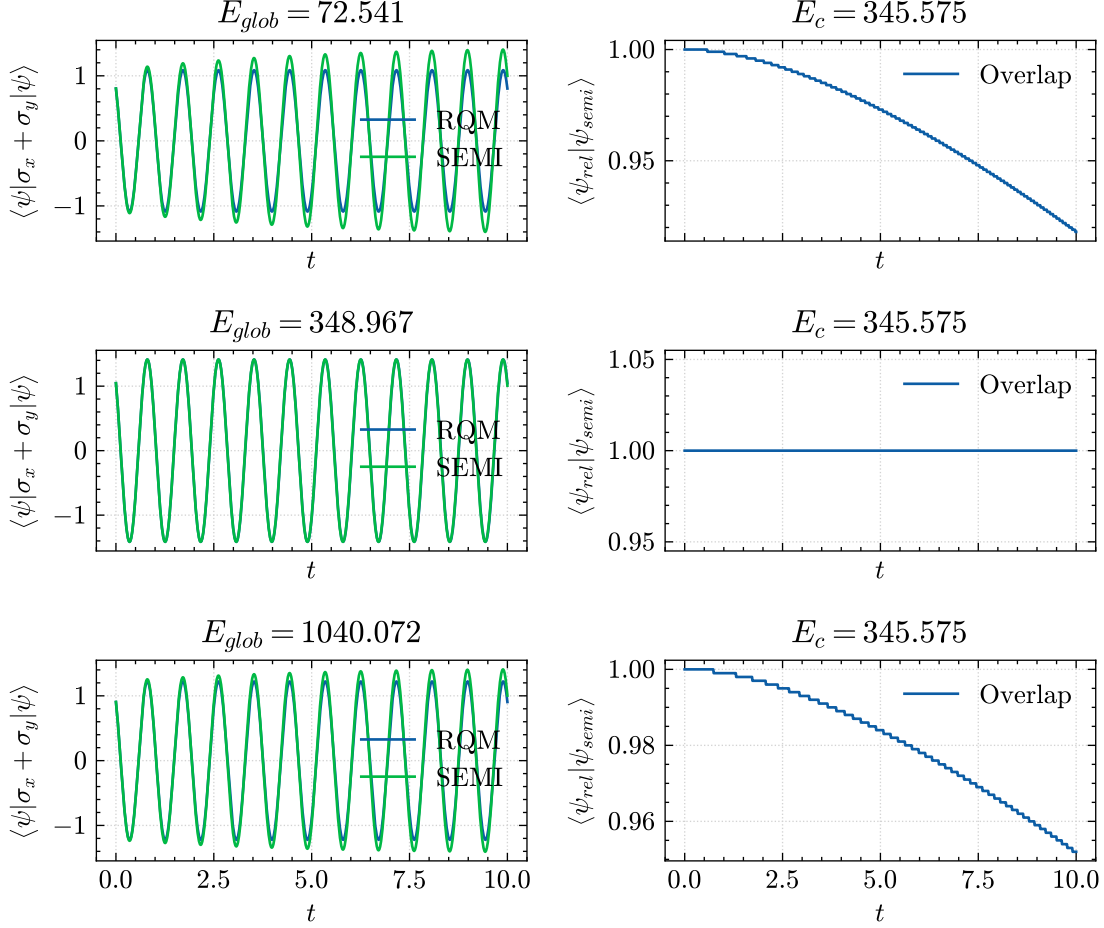 E_{glob} = 72.541
E_c = 345.575
⟨ψ|σ_x + σ_y|ψ⟩
1
0
−1
RQM
SEMI
t
⟨ψ_{rel}|ψ_{semi}⟩
1.00
0.95
Overlap
t
E_{glob} = 348.967
E_c = 345.575
⟨ψ|σ_x + σ_y|ψ⟩
1
0
−1
RQM
SEMI
t
⟨ψ_{rel}|ψ_{semi}⟩
1.05
1.00
0.95
Overlap
t
E_{glob} = 1040.072
E_c = 345.575
⟨ψ|σ_x + σ_y|ψ⟩
1
0
−1
RQM
SEMI
0.0 2.5 5.0 7.5 10.0
t
⟨ψ_{rel}|ψ_{semi}⟩
1.00
0.98
0.96
Overlap
0.0 2.5 5.0 7.5 10.0
t